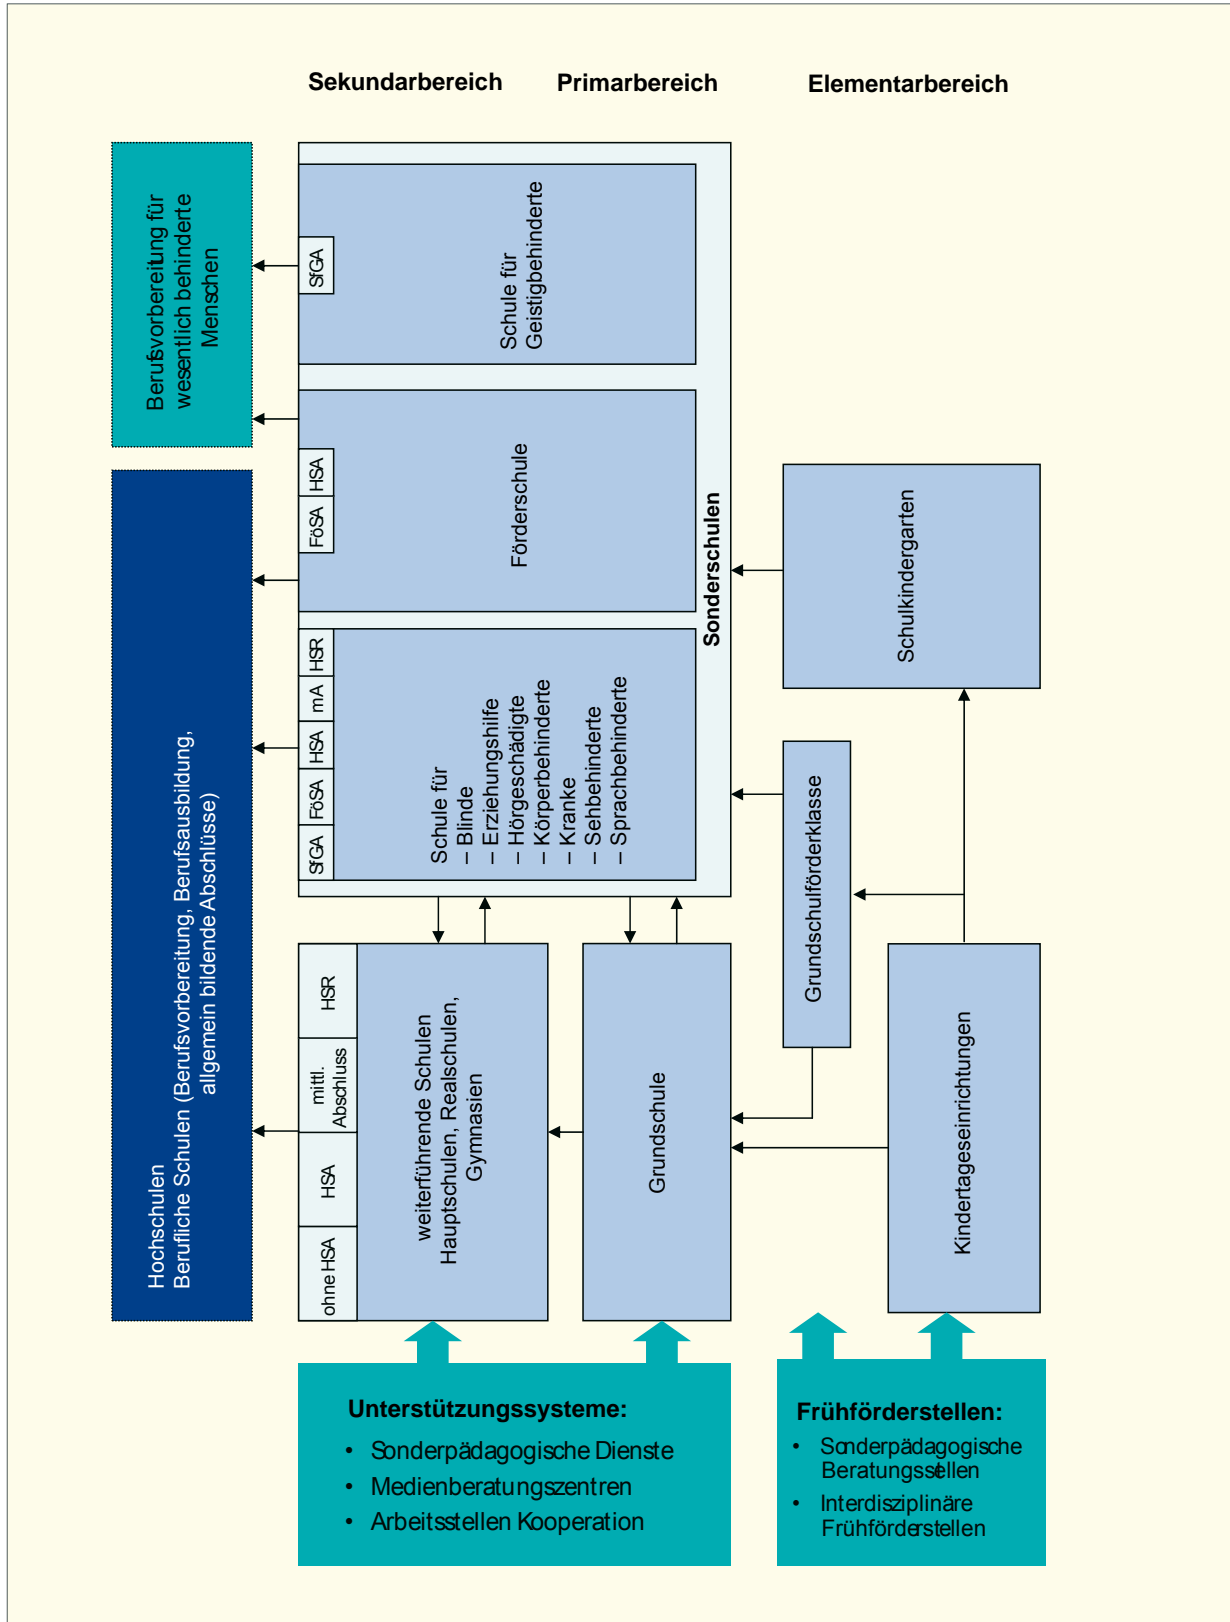 Sekundarbereich
Primarbereich
Elementarbereich
Berufsvorbereitung für
wesentlich behinderte
Menschen
SfGA
Schule für
Geistigbehinderte
HSA
FöSA
Förderschule
Sonderschulen
Schulkindergarten
Hochschulen
Berufliche Schulen (Berufsvorbereitung, Berufsausbildung,
allgemein bildende Abschlüsse)
HSR
mA
HSA
FöSA
SfGA
Schule für
– Blinde
– Erziehungshilfe
– Hörgeschädigte
– Körperbehinderte
– Kranke
– Sehbehinderte
– Sprachbehinderte
Grundschulförderklasse
HSR
mittl.
Abschluss
HSA
ohne HSA
weiterführende Schulen
Hauptschulen, Realschulen,
Gymnasien
Grundschule
Kindertageseinrichtungen
Unterstützungssysteme:
• Sonderpädagogische Dienste
• Medienberatungszentren
• Arbeitsstellen Kooperation
Frühförderstellen:
• Sonderpädagogische
Beratungsstellen
• Interdisziplinäre
Frühförderstellen